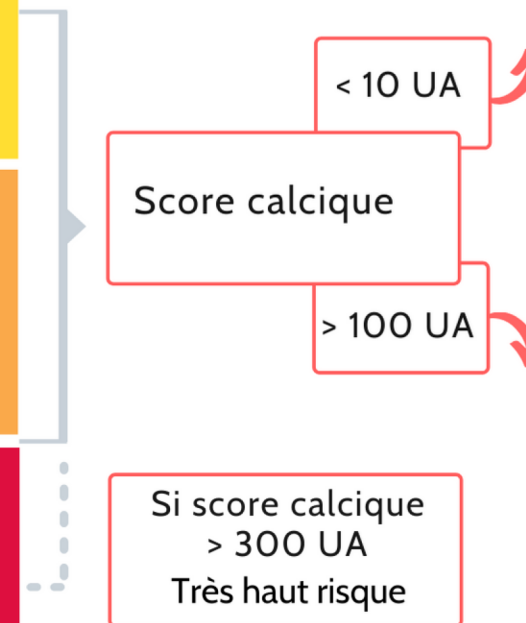 < 10 UA
Score calcique
> 100 UA
Si score calcique
> 300 UA
Très haut risque